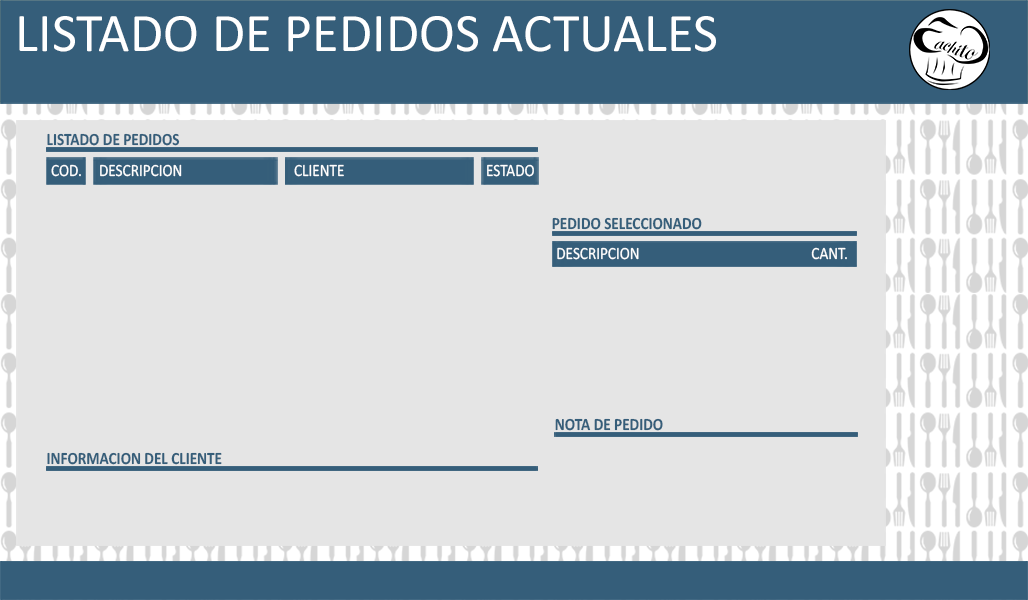 LISTADO DE PEDIDOS ACTUALES
Cachito
LISTADO DE PEDIDOS
COD. DESCRIPCION CLIENTE ESTADO
PEDIDO SELECCIONADO
DESCRIPCION CANT.
NOTA DE PEDIDO
INFORMACION DEL CLIENTE